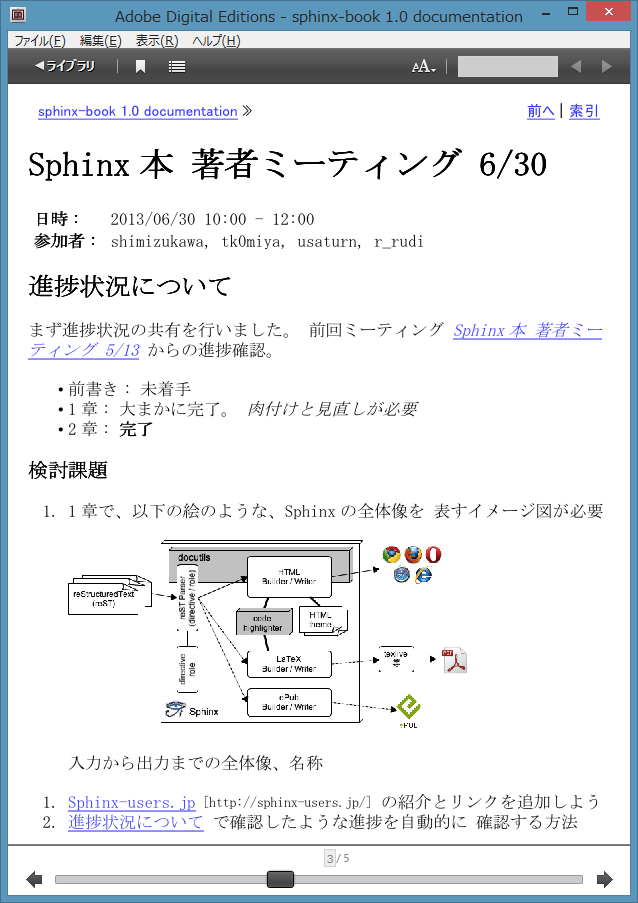 Adobe Digital Editions - sphinx-book 1.0 documentation
ファイル(F) 編集(E) 表示(R) ヘルプ(H)
◀ライブラリ
AA
sphinx-book 1.0 documentation ≫ 前へ | 索引
Sphinx 本 著者ミーティング 6/30
日時： 2013/06/30 10:00 - 12:00
参加者： shimizukawa, tk0miya, usaturn, r_rudi
進捗状況について
まず進捗状況の共有を行いました。 前回ミーティング Sphinx 本 著者ミー
ティング 5/13 からの進捗確認。
• 前書き： 未着手
• 1 章： 大まかに完了。 肉付けと見直しが必要
• 2 章： 完了
検討課題
1. 1 章で、以下の絵のような、Sphinx の全体像を 表すイメージ図が必要
docutils
reStructuredText
(reST)
reST Parser
(directive / role)
HTML
Builder / Writer
code
highlighter
HTML
theme
directive
role
LaTeX
Builder / Writer
texlive
等
ePub
Builder / Writer
Sphinx
入力から出力までの全体像、名称
1. Sphinx-users.jp [http://sphinx-users.jp/] の紹介とリンクを追加しよう
2. 進捗状況について で確認したような進捗を自動的に 確認する方法
3 / 5